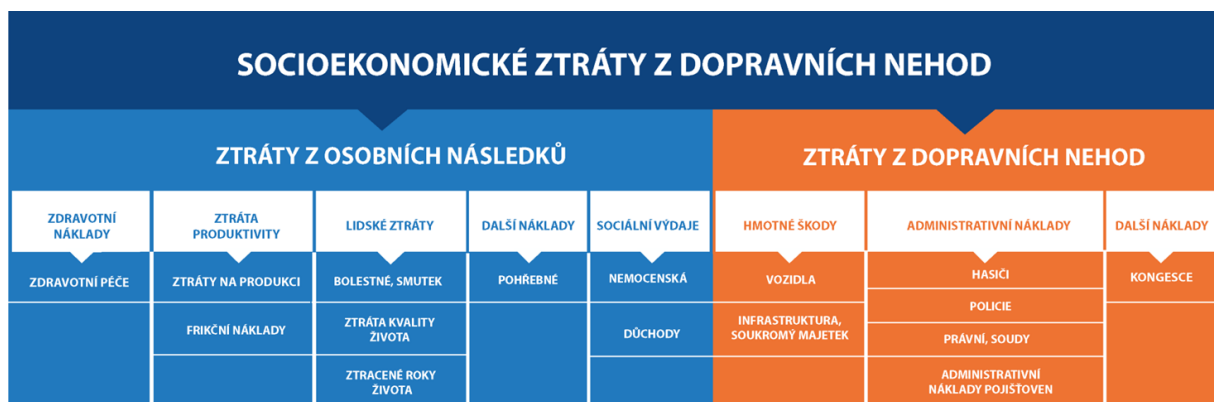 SOCIOEKONOMICKÉ ZTRÁTY Z DOPRAVNÍCH NEHOD
ZTRÁTY Z OSOBNÍCH NÁSLEDKŮ
ZTRÁTY Z DOPRAVNÍCH NEHOD
ZDRAVOTNÍ
NÁKLADY
ZTRÁTA
PRODUKTIVITY
LIDSKÉ ZTRÁTY
DALŠÍ NÁKLADY
SOCIÁLNÍ VÝDAJE
HMOTNÉ ŠKODY
ADMINISTRATIVNÍ NÁKLADY
DALŠÍ NÁKLADY
ZDRAVOTNÍ PÉČE
ZTRÁTY NA PRODUKCI
BOLESTNÉ, SMUTEK
POHŘEBNÉ
NEMOCENSKÁ
VOZIDLA
HASIČI
KONGESCE
FRIKČNÍ NÁKLADY
ZTRÁTA KVALITY
ŽIVOTA
DŮCHODY
INFRASTRUKTURA,
SOUKROMÝ MAJETEK
POLICIE
PRÁVNÍ, SOUDY
ZTRACENÉ ROKY
ŽIVOTA
ADMINISTRATIVNÍ
NÁKLADY POJIŠŤOVEN